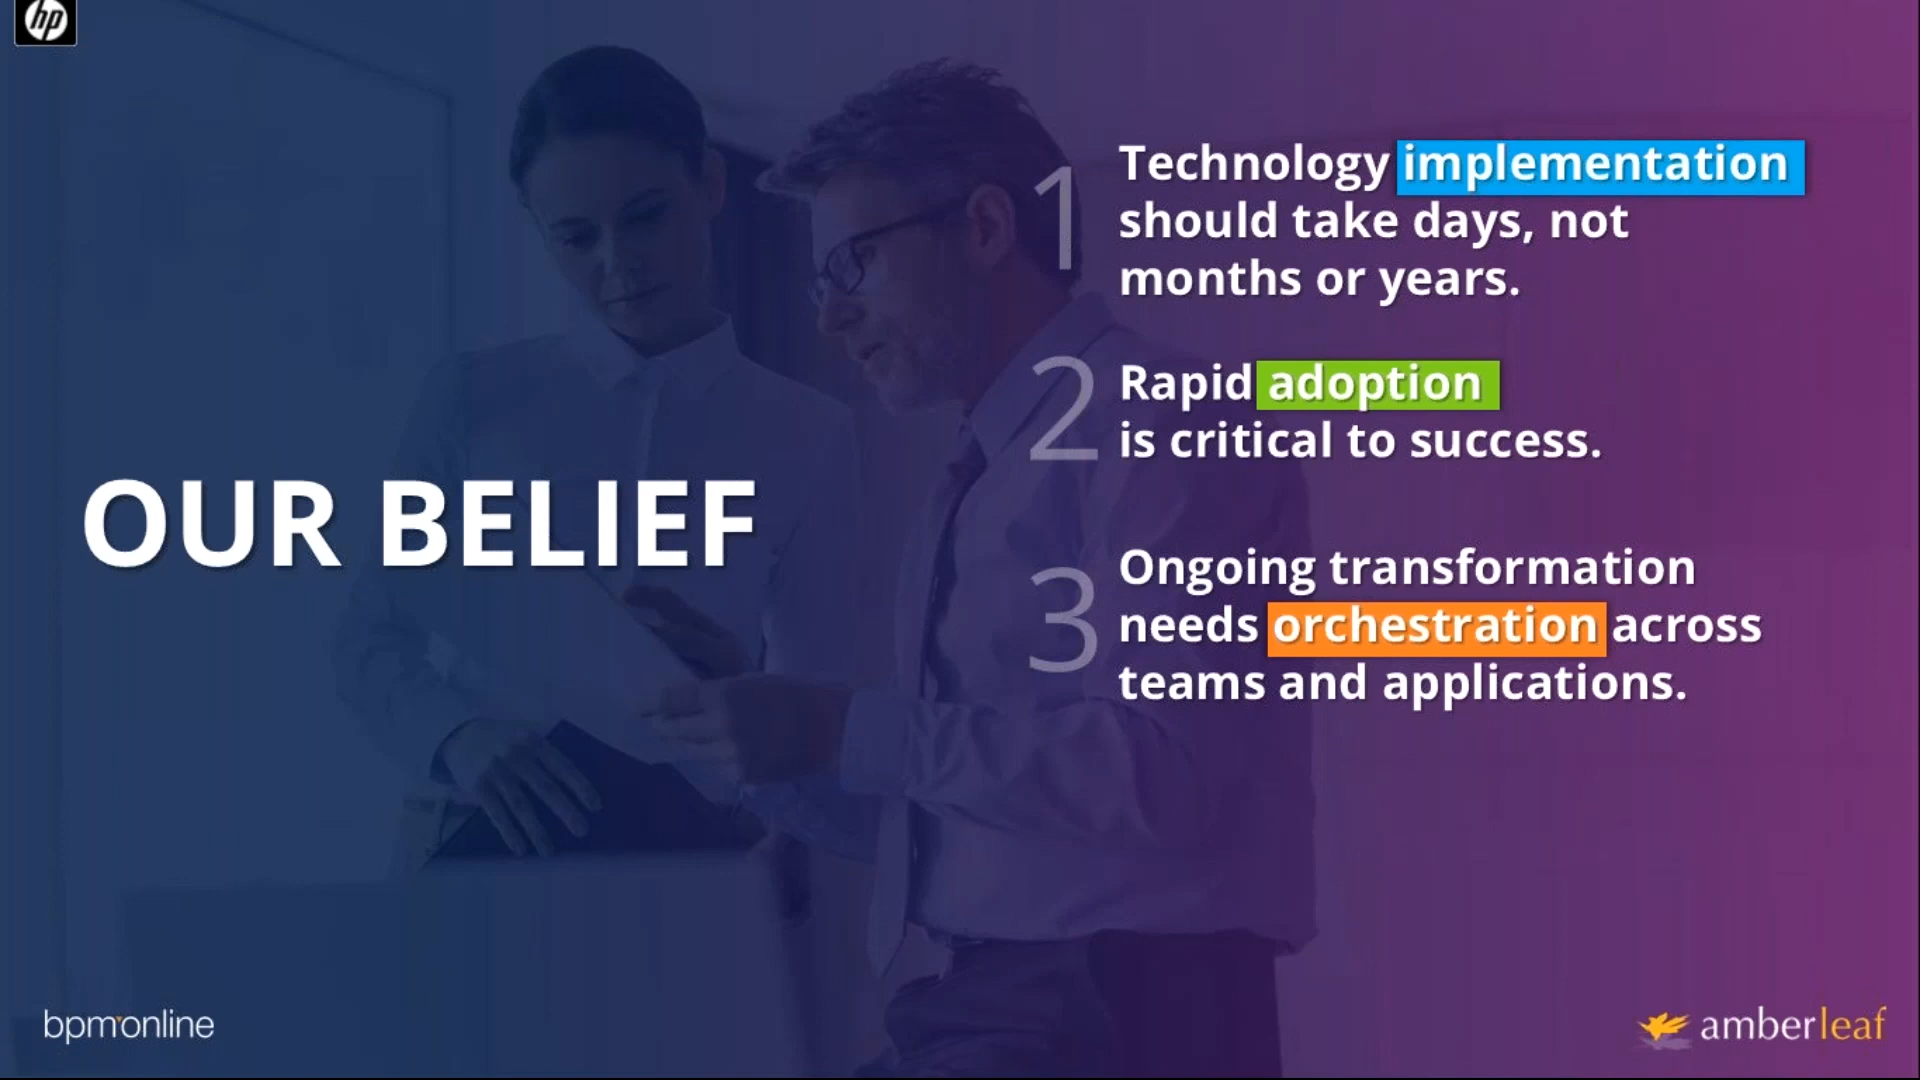 hp
OUR BELIEF
1
Technology implementation
should take days, not
months or years.
2
Rapid adoption
is critical to success.
3
Ongoing transformation
needs orchestration across
teams and applications.
bpm'online
amberleaf